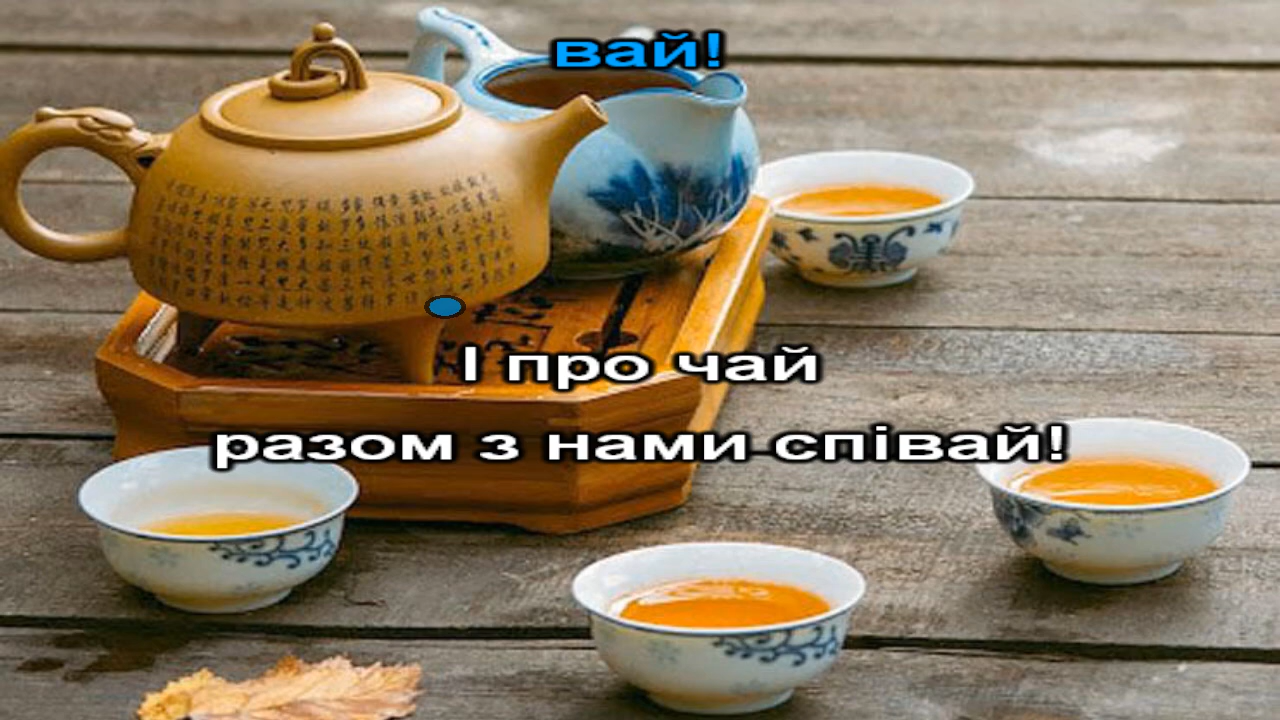 вай!
І про чай
разом з нами співай!